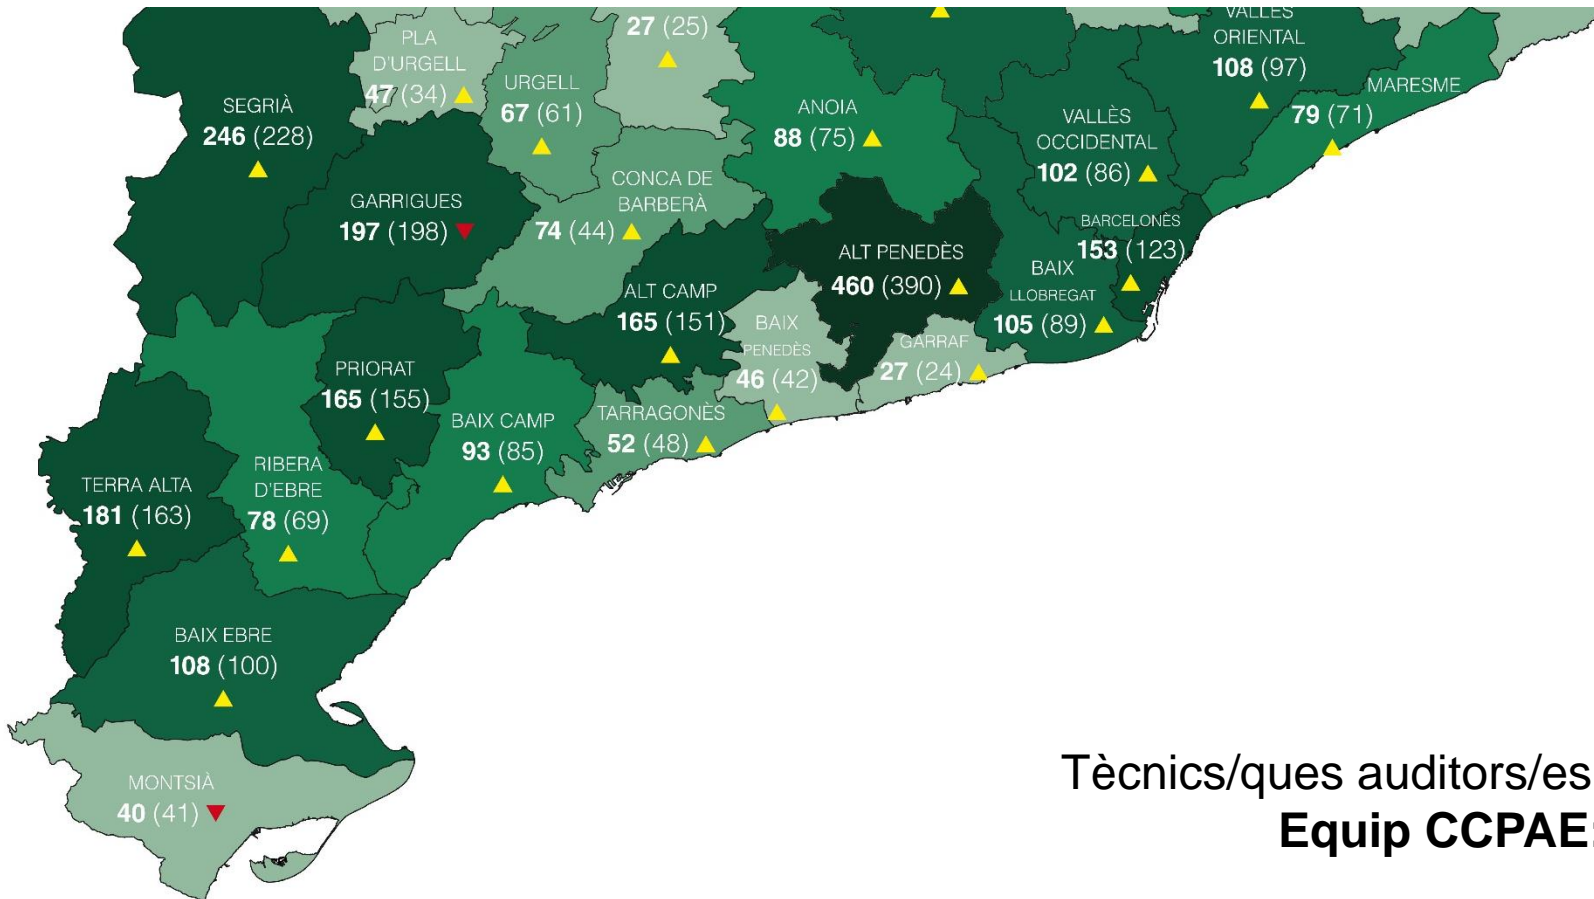 27 (25)
VALLÈS
ORIENTAL
108 (97)
PLA
D'URGELL
47 (34)
URGELL
67 (61)
SEGRIÀ
246 (228)
ANOIA
88 (75)
VALLÈS
OCCIDENTAL
102 (86)
MARESME
79 (71)
GARRIGUES
197 (198)
CONCA DE
BARBERÀ
74 (44)
ALT PENEDÈS
460 (390)
BARCELONÈS
153 (123)
BAIX
LLOBREGAT
105 (89)
ALT CAMP
165 (151)
BAIX
PENEDÈS
46 (42)
GARRAF
27 (24)
PRIORAT
165 (155)
BAIX CAMP
93 (85)
TARRAGONÈS
52 (48)
TERRA ALTA
181 (163)
RIBERA
D'EBRE
78 (69)
BAIX EBRE
108 (100)
MONTSIÀ
40 (41)
Tècnics/ques auditors/es
Equip CCPAE: